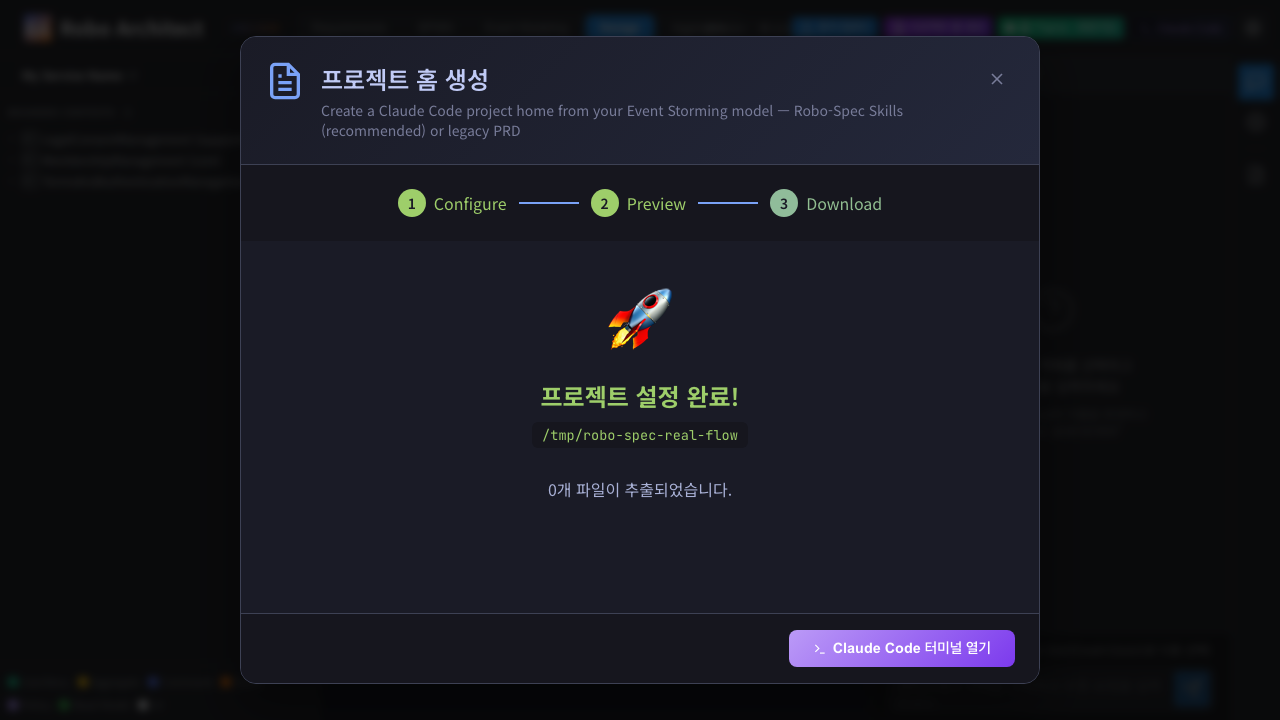 프로젝트 홈 생성
Create a Claude Code project home from your Event Storming model — Robo-Spec Skills
(recommended) or legacy PRD
1 Configure 2 Preview 3 Download
프로젝트 설정 완료!
/tmp/robo-spec-real-flow
0개 파일이 추출되었습니다.
Claude Code 터미널 열기